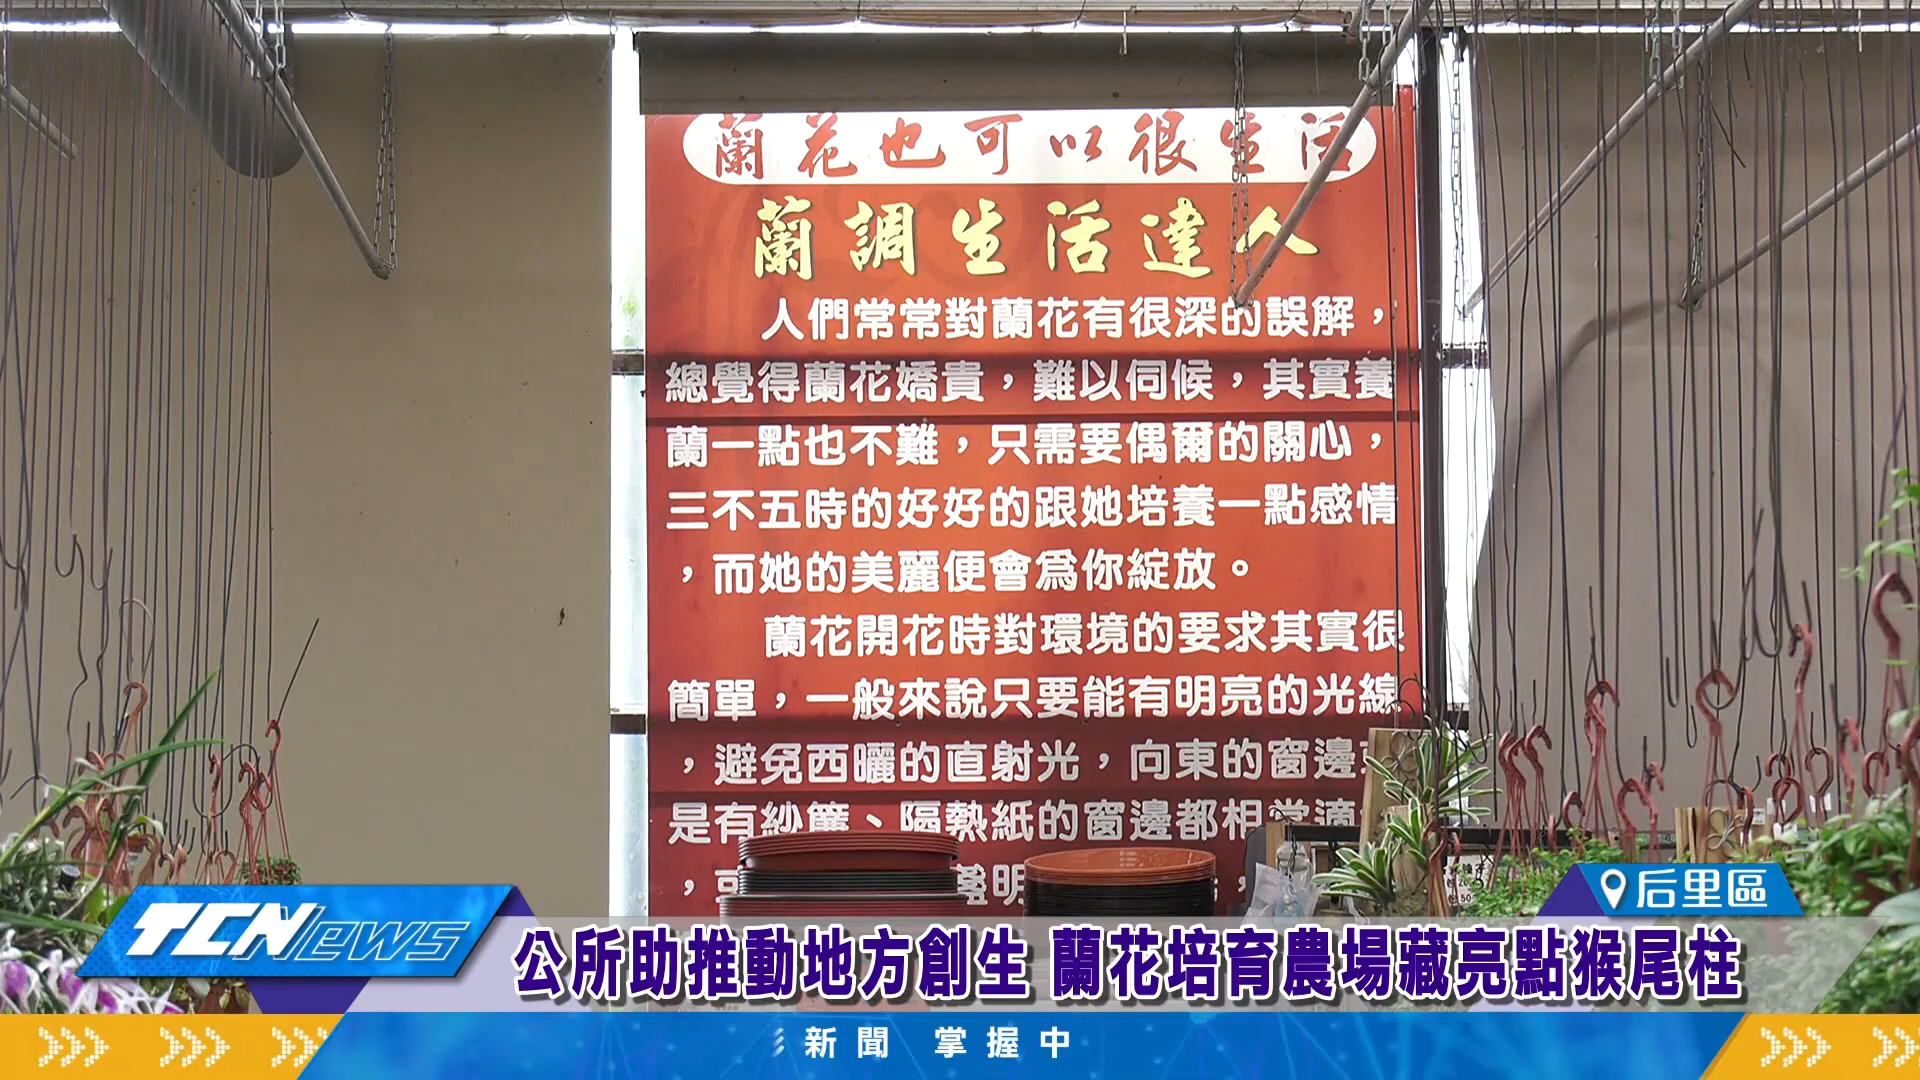 蘭花也可以很生活
蘭調生活達人
人們常常對蘭花有很深的誤解，
總覺得蘭花嬌貴，難以伺候，其實養
蘭一點也不難，只需要偶爾的關心，
三不五時的好好的跟她培養一點感情
，而她的美麗便會為你綻放。
蘭花開花時對環境的要求其實很
簡單，一般來說只要能有明亮的光線
，避免西曬的直射光，向東的窗邊
是有紗簾、隔熱紙的窗邊都相當適
后里區
TCNews
公所助推動地方創生 蘭花培育農場藏亮點猴尾柱
新聞 掌握中